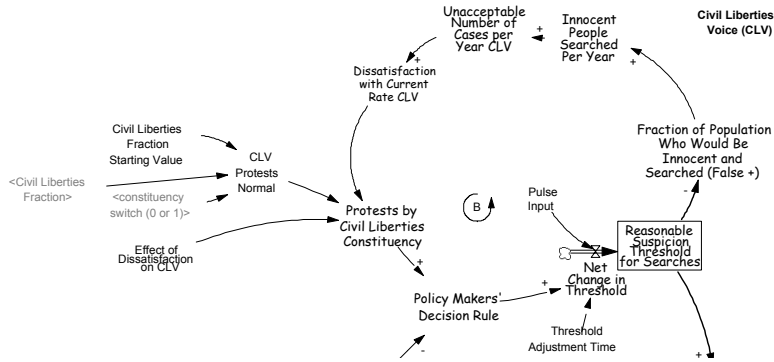 Civil Liberties
Voice (CLV)
Unacceptable
Number of
Cases per
Year CLV
+
Innocent
People
Searched
Per Year
+
+
Dissatisfaction
with Current
Rate CLV
Civil Liberties
Fraction
Starting Value
CLV
Protests
Normal
<Civil Liberties
Fraction>
<constituency
switch (0 or 1)>
Fraction of Population
Who Would Be
Innocent and
Searched (False +)
-
Protests by
Civil Liberties
Constituency
B
Pulse
Input
Effect of
Dissatisfaction
on CLV
+
Reasonable
Suspicion
Threshold
for Searches
Net
Change in
Threshold
+
Policy Makers'
Decision Rule
Threshold
Adjustment Time
-
+